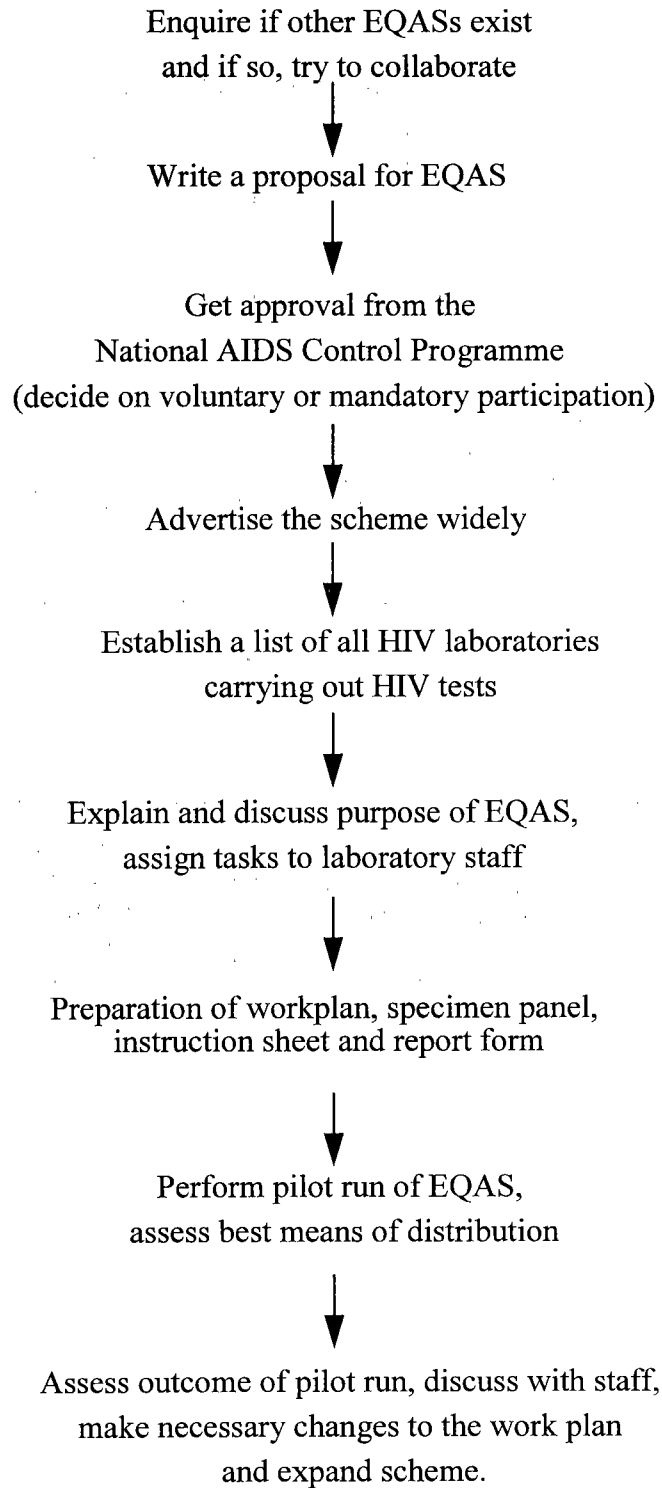 Enquire if other EQASs exist
and if so, try to collaborate
Write a proposal for EQAS
Get approval from the
National AIDS Control Programme
(decide on voluntary or mandatory participation)
Advertise the scheme widely
Establish a list of all HIV laboratories
carrying out HIV tests
Explain and discuss purpose of EQAS,
assign tasks to laboratory staff
Preparation of workplan, specimen panel,
instruction sheet and report form
Perform pilot run of EQAS,
assess best means of distribution
Assess outcome of pilot run, discuss with staff,
make necessary changes to the work plan
and expand scheme.